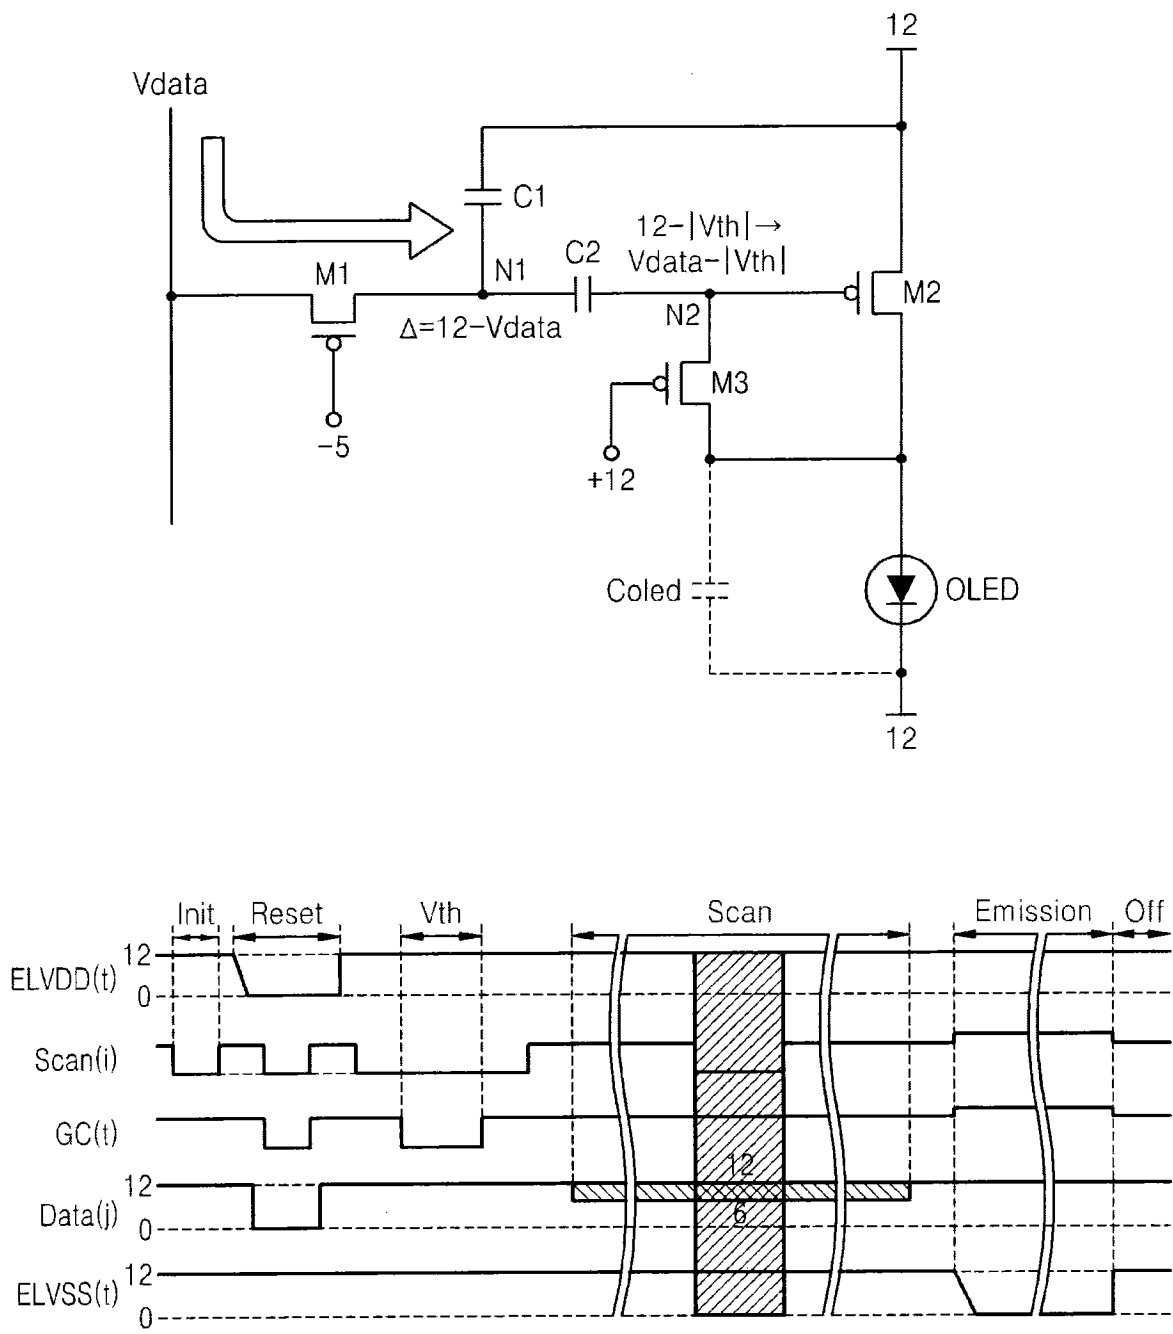 12
Vdata
C1
12-|Vth|→
Vdata-|Vth|
C2
M1
N1
M2
N2
Δ=12-Vdata
M3
-5
+12
Coled
OLED
12
Init
Reset
Vth
Scan
Emission
Off
ELVDD(t)
12
0
Scan(i)
GC(t)
12
Data(j)
12
0
6
ELVSS(t)
12
0